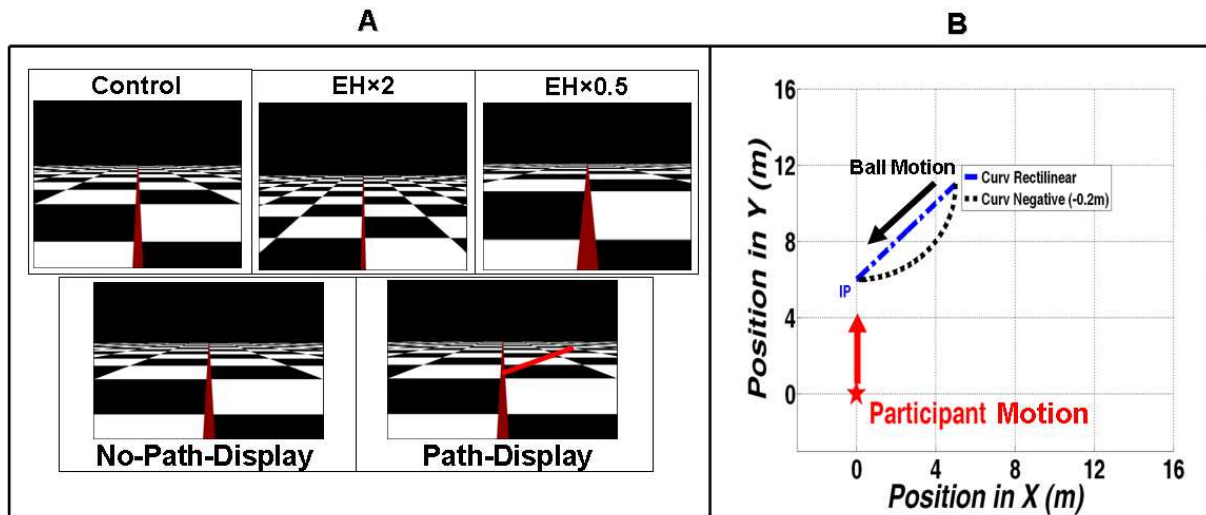 A
B
Control
EH×2
EH×0.5
No-Path-Display
Path-Display
Position in Y (m)
16
12
8
4
0
Ball Motion
Curv Rectilinear
Curv Negative (-0.2m)
IP
Participant Motion
0
4
8
12
16
Position in X (m)